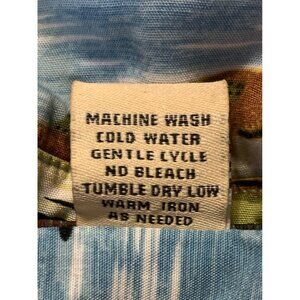 MACHINE WASH
COLD WATER
GENTLE CYCLE
NO BLEACH
TUMBLE DRY LOW
WARM IRON
AS NEEDED